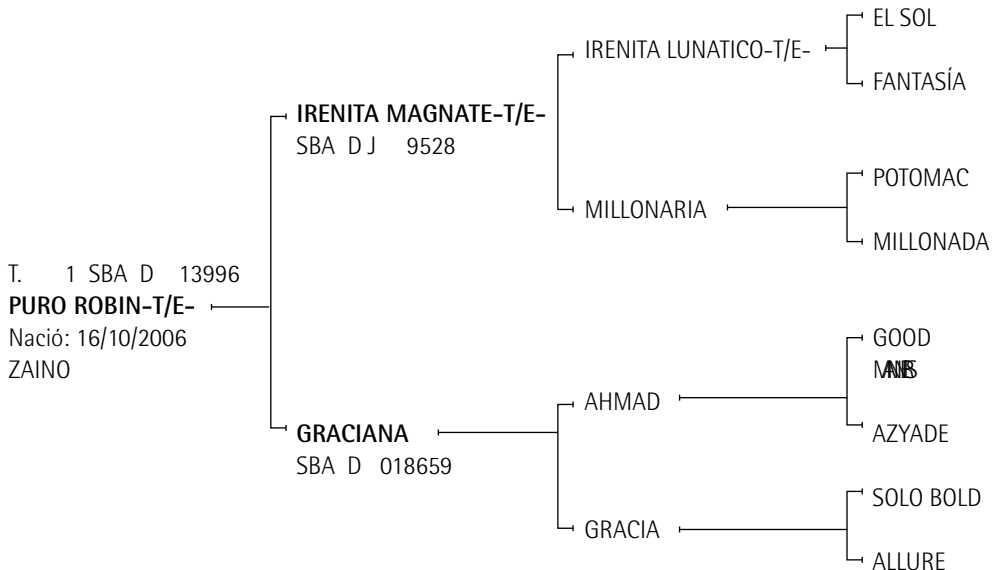 T. 1 SBA D 13996
PURO ROBIN-T/E-
Nació: 16/10/2006
ZAINO
IRENITA MAGNATE-T/E-
SBA D J 9528
GRACIANA
SBA D 018659
IRENITA LUNATICO-T/E-
MILLONARIA
AHMAD
GRACIA
EL SOL
FANTASÍA
POTOMAC
MILLONADA
GOOD
AZYADE
SOLO BOLD
ALLURE